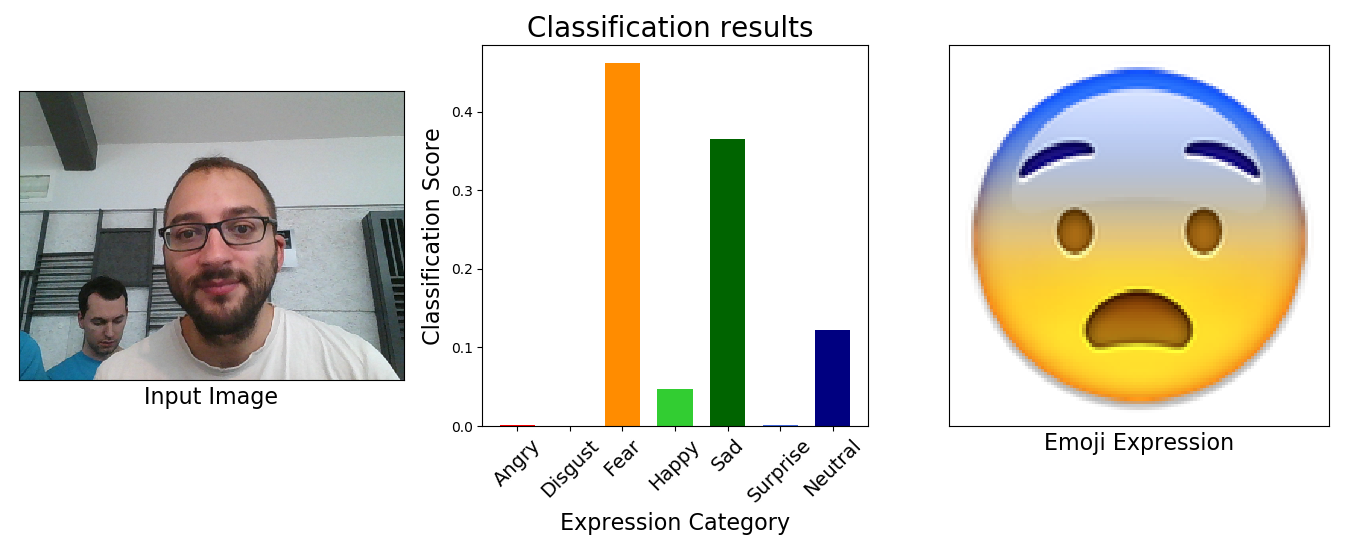 Classification results
Classification Score
0.4
0.3
0.2
0.1
0.0
Angry
Disgust
Fear
Happy
Sad
Surprise
Neutral
Expression Category
Input Image
Emoji Expression